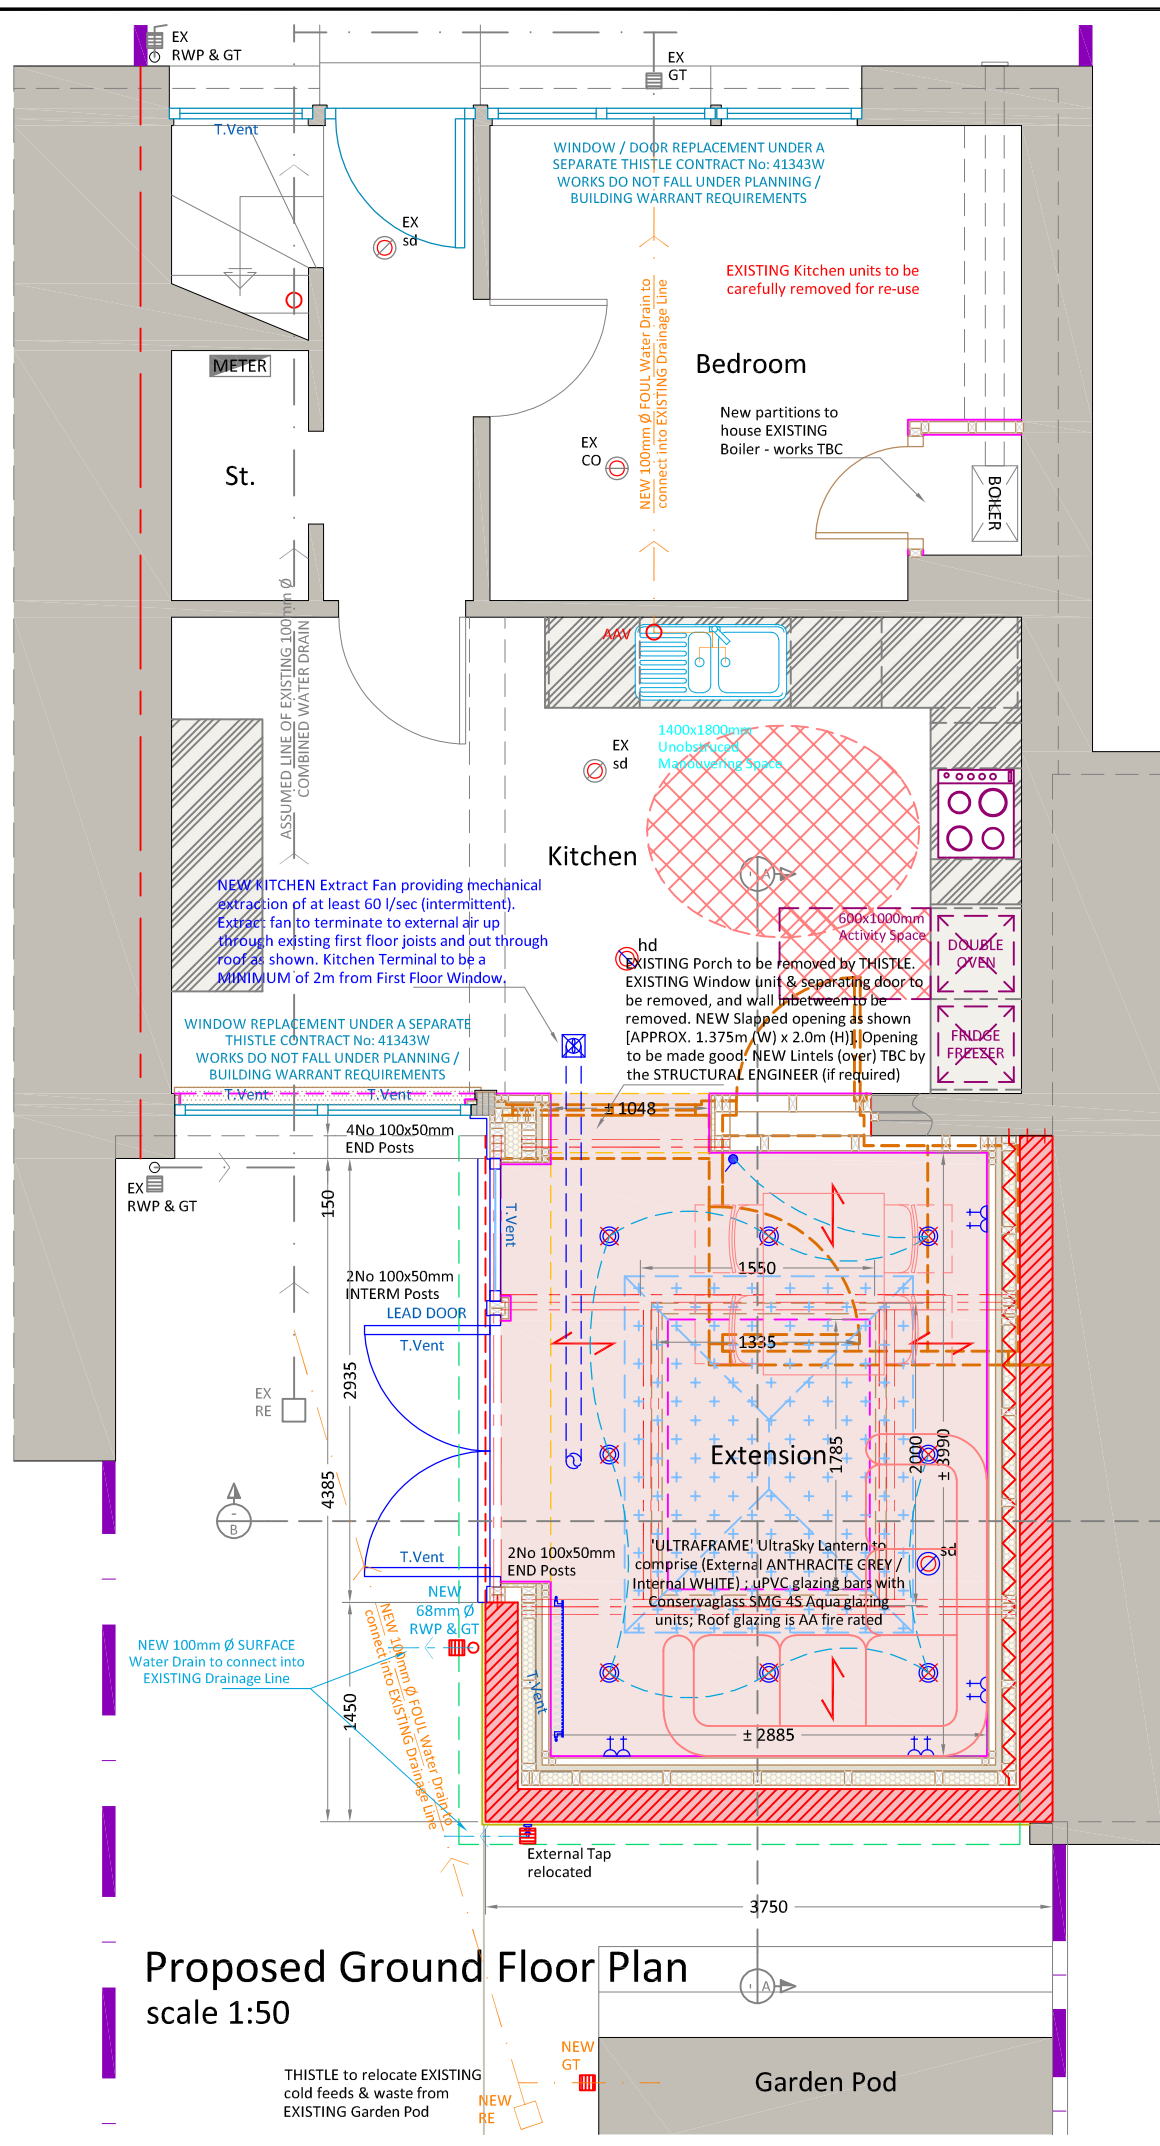 EX
RWP & GT
EX
GT
T.Vent
WINDOW / DOOR REPLACEMENT UNDER A
SEPARATE THISTLE CONTRACT No: 41343W
WORKS DO NOT FALL UNDER PLANNING /
BUILDING WARRANT REQUIREMENTS
EX
sd
EXISTING Kitchen units to be
carefully removed for re-use
NEW 100mm Ø FOUL Water Drain to
connect into EXISTING Drainage Line
METER
Bedroom
New partitions to
house EXISTING
Boiler - works TBC
EX
CO
St.
BOILER
ASSUMED LINE OF EXISTING 100mm Ø
COMBINED WATER DRAIN
AAV
1400x1800mm
Unobstruced
Manouvering Space
EX
sd
Kitchen
A
NEW KITCHEN Extract Fan providing mechanical
extraction of at least 60 l/sec (intermittent).
Extract fan to terminate to external air up
through existing first floor joists and out through
roof as shown. Kitchen Terminal to be a
MINIMUM of 2m from First Floor Window.
600x1000mm
Activity Space
DOUBLE
OVEN
hd
EXISTING Porch to be removed by THISTLE.
EXISTING Window unit & separating door to
be removed, and wall inbetween to be
removed. NEW Slapped opening as shown
[APPROX. 1.375m (W) x 2.0m (H)]. Opening
to be made good. NEW Lintels (over) TBC by
the STRUCTURAL ENGINEER (if required)
FRIDGE
FREEZER
WINDOW REPLACEMENT UNDER A SEPARATE
THISTLE CONTRACT No: 41343W
WORKS DO NOT FALL UNDER PLANNING /
BUILDING WARRANT REQUIREMENTS
T.Vent
T.Vent
± 1048
4No 100x50mm
END Posts
EX
RWP & GT
150
T.Vent
2No 100x50mm
INTERM Posts
LEAD DOOR
T.Vent
1550
1335
EX
RE
2935
4385
Extension
1785
2000
± 3990
B
T.Vent
2No 100x50mm
END Posts
'ULTRAFRAME' UltraSky Lantern to
comprise (External ANTHRACITE GREY /
Internal WHITE) ; uPVC glazing bars with
Conservaglass SMG 4S Aqua glazing
units; Roof glazing is AA fire rated
sd
NEW
68mm Ø
RWP & GT
NEW 100mm Ø SURFACE
Water Drain to connect into
EXISTING Drainage Line
NEW 100mm Ø FOUL Water Drain to
connect into EXISTING Drainage Line
1450
T.Vent
± 2885
External Tap
relocated
3750
Proposed Ground Floor Plan
scale 1:50
A
THISTLE to relocate EXISTING
cold feeds & waste from
EXISTING Garden Pod
NEW
GT
NEW
RE
Garden Pod